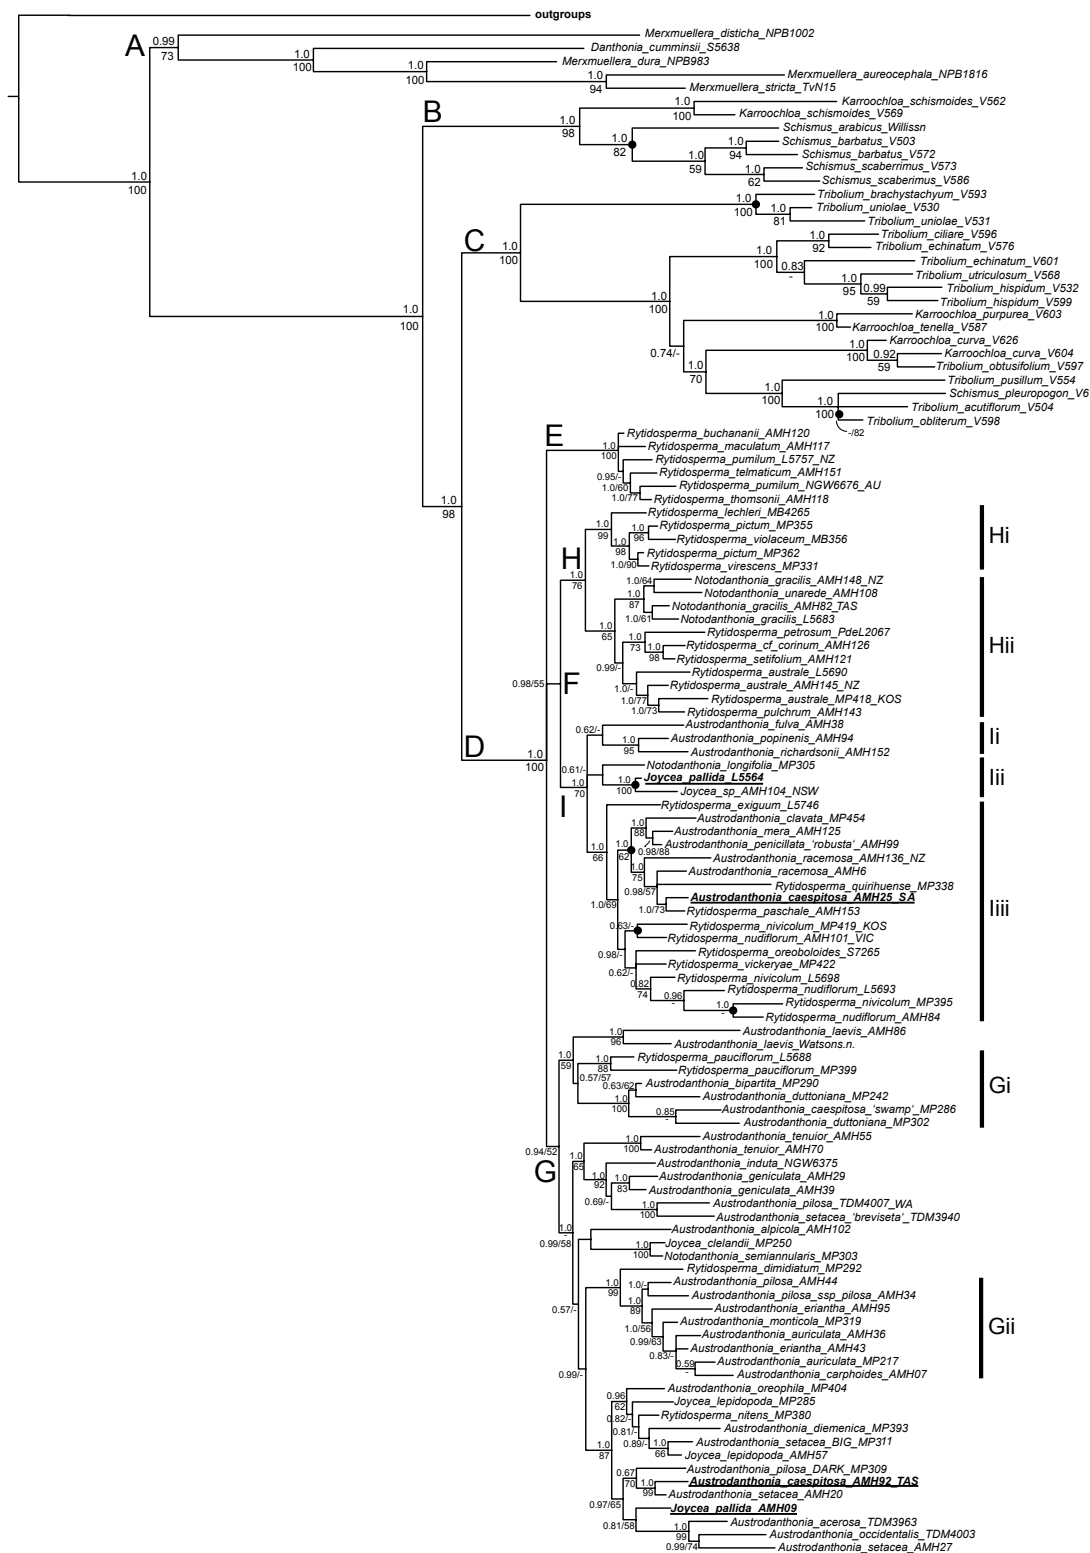 outgroups
Merxmuellera_disticha_NPB1002
A
0.99
73
Danthonia_cumminsii_S5638
1.0
100
Merxmuellera_dura_NPB983
1.0
100
Merxmuellera_aureocephala_NPB1816
1.0
94
Merxmuellera_stricta_TvN15
Karroochloa_schismoides_V562
B
1.0
100
Karroochloa_schismoides_V569
1.0
98
Schismus_arabicus_Willissn
1.0
82
Schismus_barbatus_V503
1.0
94
Schismus_barbatus_V572
1.0
59
Schismus_scaberrimus_V573
1.0
62
Schismus_scaberimus_V586
1.0
100
Tribolium_brachystachyum_V593
1.0
100
Tribolium_uniolae_V530
1.0
81
Tribolium_uniolae_V531
C
1.0
100
Tribolium_ciliare_V596
1.0
92
Tribolium_echinatum_V576
1.0
100
Tribolium_echinatum_V601
0.83
-
Tribolium_utriculosum_V568
1.0
95
Tribolium_hispidum_V532
0.99
59
Tribolium_hispidum_V599
1.0
100
Karroochloa_purpurea_V603
1.0
100
Karroochloa_tenella_V587
1.0
100
Karroochloa_curva_V626
1.0
100
Karroochloa_curva_V604
0.92
59
0.74/-
Tribolium_obtusifolium_V597
1.0
70
Tribolium_pusillum_V554
Schismus_pleuropogon_V6
1.0
100
Tribolium_acutiflorum_V504
Tribolium_obliterum_V598
-/82
E
Rytidosperma_buchananii_AMH120
1.0
100
Rytidosperma_maculatum_AMH117
Rytidosperma_pumilum_L5757_NZ
0.95/-
Rytidosperma_telmaticum_AMH151
1.0/60
Rytidosperma_pumilum_NGW6676_AU
1.0/77
Rytidosperma_thomsonii_AMH118
1.0
98
Rytidosperma_lechleri_MB4265
Hi
1.0
99
Rytidosperma_pictum_MP355
1.0
96
Rytidosperma_violaceum_MB356
1.0
98
Rytidosperma_pictum_MP362
1.0/90
Rytidosperma_virescens_MP331
H
1.0
76
Notodanthonia_gracilis_AMH148_NZ
1.0/64
Notodanthonia_unarede_AMH108
1.0
87
Notodanthonia_gracilis_AMH82_TAS
1.0/61
Notodanthonia_gracilis_L5683
Hii
1.0
65
Rytidosperma_petrosum_PdeL2067
1.0
73
Rytidosperma_cf_corinum_AMH126
1.0
98
Rytidosperma_setifolium_AMH121
0.99/-
Rytidosperma_australe_L5690
1.0/-
Rytidosperma_australe_AMH145_NZ
1.0/77
Rytidosperma_australe_MP418_KOS
1.0/73
Rytidosperma_pulchrum_AMH143
0.98/55
F
Austrodanthonia_fulva_AMH38
0.62/-
Austrodanthonia_popinenis_AMH94
1.0
95
Austrodanthonia_richardsonii_AMH152
Ii
D
1.0
100
Notodanthonia_longifolia_MP305
0.61/-
Joycea_pallida_L5564
1.0
100
Joycea_sp_AMH104_NSW
Iii
1.0
70
I
Rytidosperma_exiguum_L5746
Austrodanthonia_clavata_MP454
1.0
88
Austrodanthonia_mera_AMH125
Austrodanthonia_penicillata_'robusta'_AMH99
0.98/88
1.0
66
1.0
62
Austrodanthonia_racemosa_AMH136_NZ
1.0
75
Austrodanthonia_racemosa_AMH6
0.98/57
Rytidosperma_quirihuense_MP338
Austrodanthonia_caespitosa_AMH25_SA
1.0/73
Rytidosperma_paschale_AMH153
Iiii
1.0/69
Rytidosperma_nivicolum_MP419_KOS
0.63/-
Rytidosperma_nudiflorum_AMH101_VIC
0.98/-
Rytidosperma_oreoboloides_S7265
0.62/-
Rytidosperma_vickeryae_MP422
Rytidosperma_nivicolum_L5698
0.82
74
Rytidosperma_nudiflorum_L5693
0.96
-
Rytidosperma_nivicolum_MP395
1.0
-
Rytidosperma_nudiflorum_AMH84
Austrodanthonia_laevis_AMH86
1.0
96
Austrodanthonia_laevis_Watsons.n.
1.0
59
Rytidosperma_pauciflorum_L5688
1.0
88
Rytidosperma_pauciflorum_MP399
0.57/57
Austrodanthonia_bipartita_MP290
0.63/62
Austrodanthonia_duttoniana_MP242
1.0
100
Austrodanthonia_caespitosa_'swamp'_MP286
0.85
-
Austrodanthonia_duttoniana_MP302
Gi
0.94/52
G
Austrodanthonia_tenuior_AMH55
1.0
100
Austrodanthonia_tenuior_AMH70
1.0
65
Austrodanthonia_induta_NGW6375
1.0
92
Austrodanthonia_geniculata_AMH29
1.0
83
Austrodanthonia_geniculata_AMH39
0.69/-
Austrodanthonia_pilosa_TDM4007_WA
1.0
100
Austrodanthonia_setacea_'breviseta'_TDM3940
1.0
-
0.99/58
Austrodanthonia_alpicola_AMH102
Joycea_clelandii_MP250
1.0
100
Notodanthonia_semiannularis_MP303
0.57/-
Rytidosperma_dimidiatum_MP292
1.0
99
Austrodanthonia_pilosa_AMH44
1.0/-
Austrodanthonia_pilosa_ssp_pilosa_AMH34
1.0
89
Austrodanthonia_eriantha_AMH95
1.0/56
Austrodanthonia_monticola_MP319
0.99/63
Austrodanthonia_auriculata_AMH36
Gii
Austrodanthonia_eriantha_AMH43
0.83/-
Austrodanthonia_auriculata_MP217
0.59
-
Austrodanthonia_carphoides_AMH07
0.99/-
Austrodanthonia_oreophila_MP404
0.96
62
Joycea_lepidopoda_MP285
0.82/-
Rytidosperma_nitens_MP380
0.81/-
Austrodanthonia_diemenica_MP393
0.89/-
Austrodanthonia_setacea_BIG_MP311
1.0
66
Joycea_lepidopoda_AMH57
1.0
87
Austrodanthonia_pilosa_DARK_MP309
0.67
70
Austrodanthonia_caespitosa_AMH92_TAS
1.0
99
Austrodanthonia_setacea_AMH20
0.97/65
Joycea_pallida_AMH09
0.81/58
Austrodanthonia_acerosa_TDM3963
1.0
99
Austrodanthonia_occidentalis_TDM4003
0.99/74
Austrodanthonia_setacea_AMH27